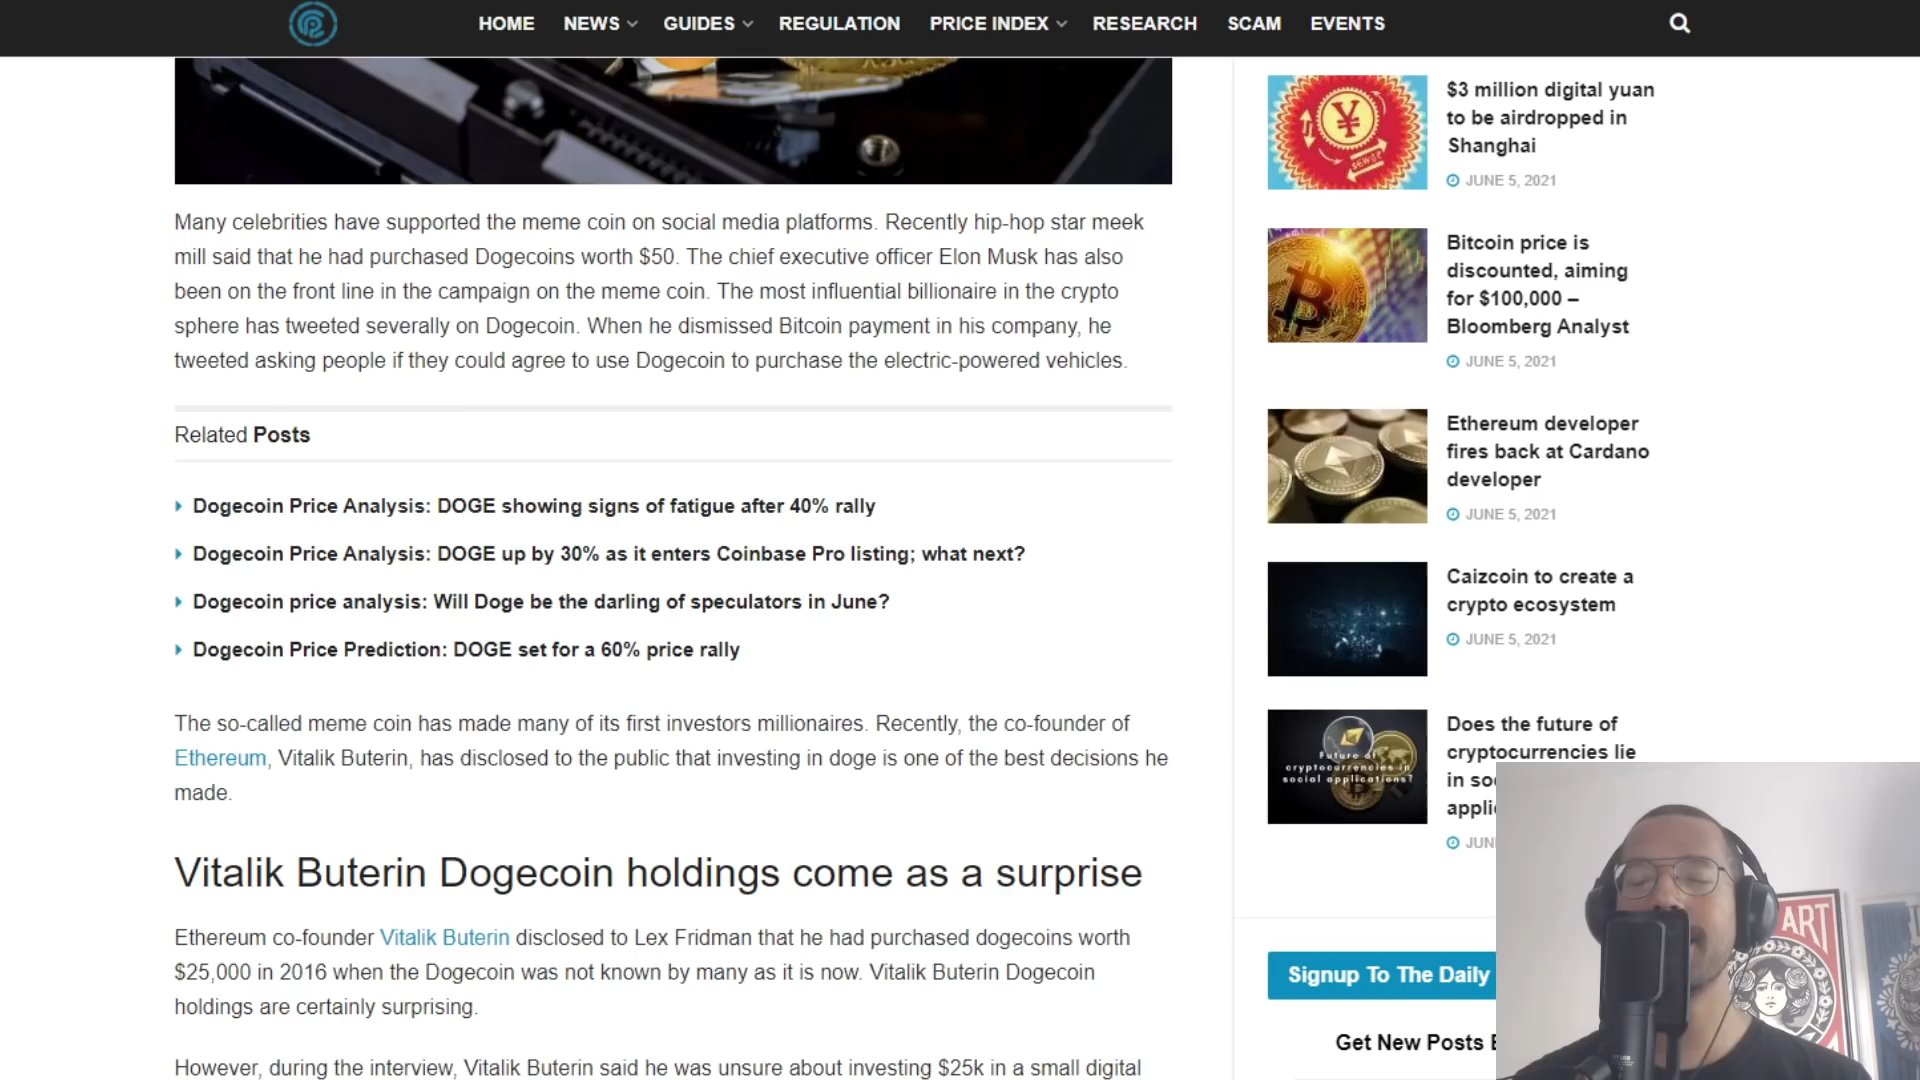 HOME NEWS GUIDES REGULATION PRICE INDEX RESEARCH SCAM EVENTS
Many celebrities have supported the meme coin on social media platforms. Recently hip-hop star meek
mill said that he had purchased Dogecoins worth $50. The chief executive officer Elon Musk has also
been on the front line in the campaign on the meme coin. The most influential billionaire in the crypto
sphere has tweeted severally on Dogecoin. When he dismissed Bitcoin payment in his company, he
tweeted asking people if they could agree to use Dogecoin to purchase the electric-powered vehicles.
Related Posts
Dogecoin Price Analysis: DOGE showing signs of fatigue after 40% rally
Dogecoin Price Analysis: DOGE up by 30% as it enters Coinbase Pro listing; what next?
Dogecoin price analysis: Will Doge be the darling of speculators in June?
Dogecoin Price Prediction: DOGE set for a 60% price rally
The so-called meme coin has made many of its first investors millionaires. Recently, the co-founder of
Ethereum, Vitalik Buterin, has disclosed to the public that investing in doge is one of the best decisions he
made.
Vitalik Buterin Dogecoin holdings come as a surprise
Ethereum co-founder Vitalik Buterin disclosed to Lex Fridman that he had purchased dogecoins worth
$25,000 in 2016 when the Dogecoin was not known by many as it is now. Vitalik Buterin Dogecoin
holdings are certainly surprising.
However, during the interview, Vitalik Buterin said he was unsure about investing $25k in a small digital
$3 million digital yuan
to be airdropped in
Shanghai
JUNE 5, 2021
Bitcoin price is
discounted, aiming
for $100,000 –
Bloomberg Analyst
JUNE 5, 2021
Ethereum developer
fires back at Cardano
developer
JUNE 5, 2021
Caizcoin to create a
crypto ecosystem
JUNE 5, 2021
Future of
cryptocurrencies in
social applications?
Does the future of
cryptocurrencies lie
in so
appli
JUN
Signup To The Daily
Get New Posts
ART